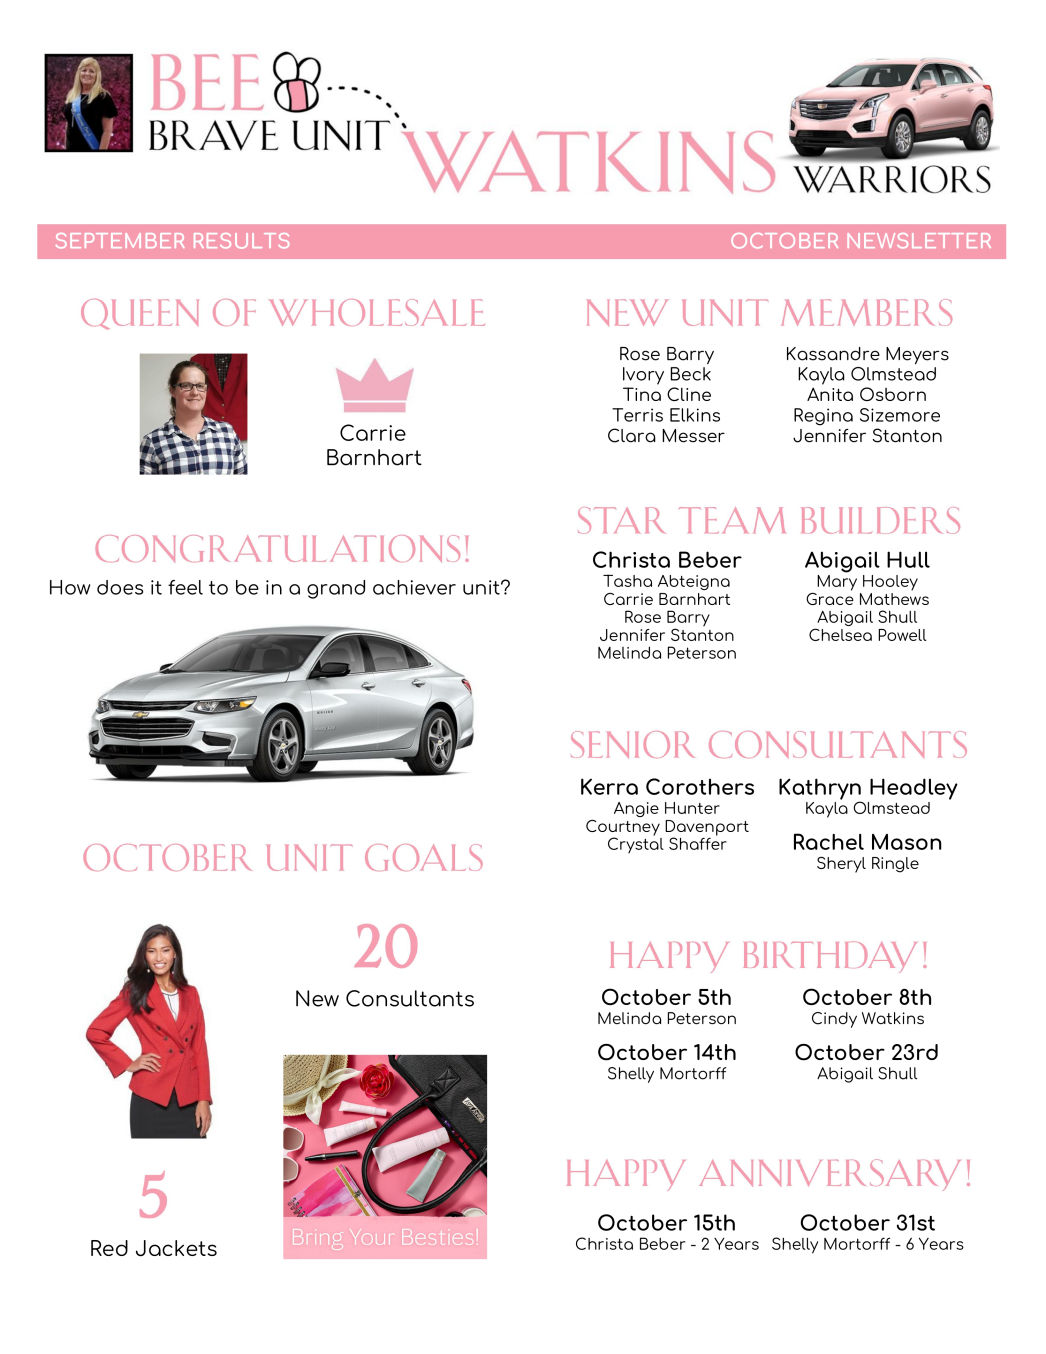 BEE
BRAVE UNIT
WATKINS
WARRIORS
SEPTEMBER RESULTS
OCTOBER NEWSLETTER
QUEEN OF WHOLESALE
Carrie
Barnhart
CONGRATULATIONS!
How does it feel to be in a grand achiever unit?
OCTOBER UNIT GOALS
20
New Consultants
5
Red Jackets
Bring Your Besties!
NEW UNIT MEMBERS
Rose Barry
Ivory Beck
Tina Cline
Terris Elkins
Clara Messer
Kassandre Meyers
Kayla Olmstead
Anita Osborn
Regina Sizemore
Jennifer Stanton
STAR TEAM BUILDERS
Christa Beber
Tasha Abteigna
Carrie Barnhart
Rose Barry
Jennifer Stanton
Melinda Peterson
Abigail Hull
Mary Hooley
Grace Mathews
Abigail Shull
Chelsea Powell
SENIOR CONSULTANTS
Kerra Corothers
Angie Hunter
Courtney Davenport
Crystal Shaffer
Kathryn Headley
Kayla Olmstead
Rachel Mason
Sheryl Ringle
HAPPY BIRTHDAY!
October 5th
Melinda Peterson
October 8th
Cindy Watkins
October 14th
Shelly Mortorff
October 23rd
Abigail Shull
HAPPY ANNIVERSARY!
October 15th
Christa Beber - 2 Years
October 31st
Shelly Mortorff - 6 Years